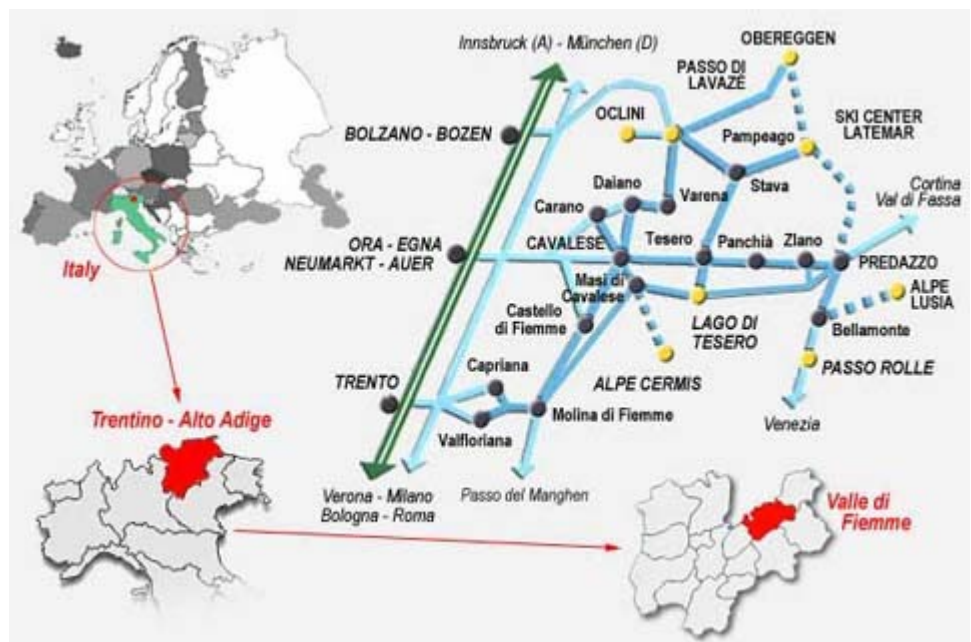 Innsbruck (A) - München (D)
OBEREGGEN
PASSO DI
LAVAZÈ
OCLINI
SKI CENTER
LATEMAR
BOLZANO - BOZEN
Pampeago
Stava
Daiano
Varena
Carano
Cortina
Val di Fassa
ORA - EGNA
NEUMARKT - AUER
CAVALESE
Tesero
Panchià
Ziano
PREDAZZO
Italy
Masi di
Cavalese
ALPE
LUSIA
Castello
di Fiemme
LAGO DI
TESERO
Bellamonte
Capriana
TRENTO
ALPE CERMIS
PASSO ROLLE
Trentino - Alto Adige
Valfloriana
Molina di Fiemme
Venezia
Verona - Milano
Bologna - Roma
Passo del Manghen
Valle di
Fiemme